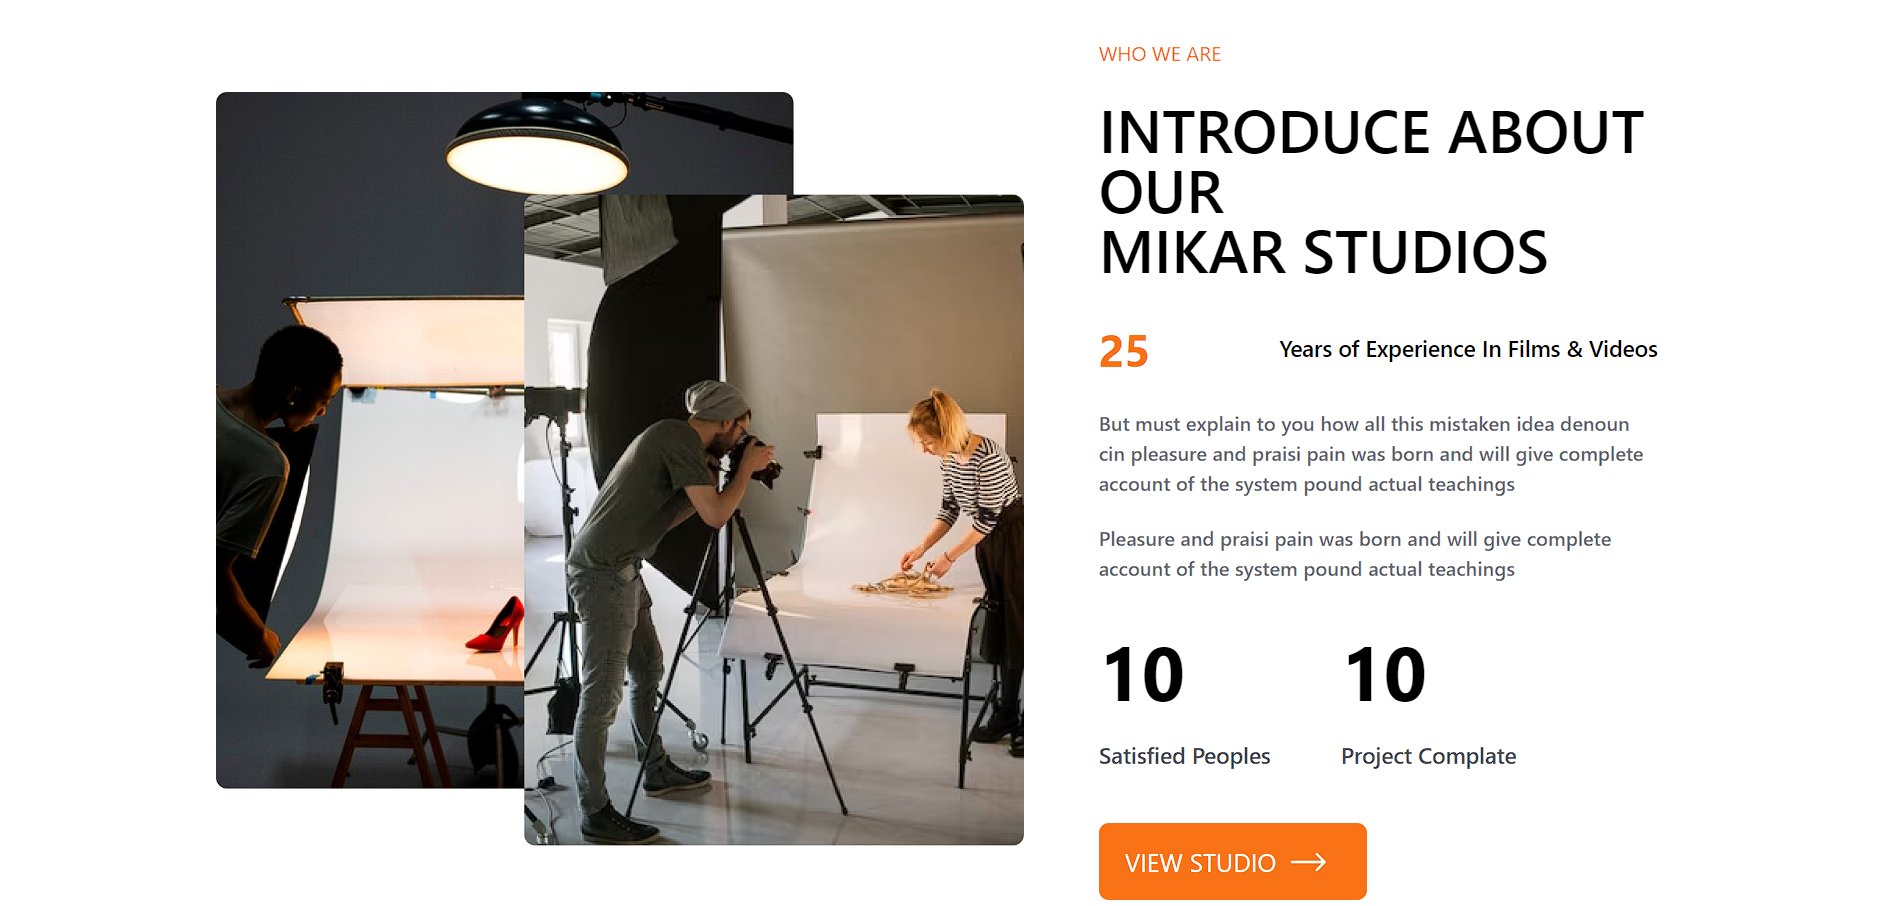 WHO WE ARE
INTRODUCE ABOUT
OUR
MIKAR STUDIOS
25
Years of Experience In Films & Videos
But must explain to you how all this mistaken idea denoun
cin pleasure and praisi pain was born and will give complete
account of the system pound actual teachings
Pleasure and praisi pain was born and will give complete
account of the system pound actual teachings
10
10
Satisfied Peoples
Project Complate
VIEW STUDIO